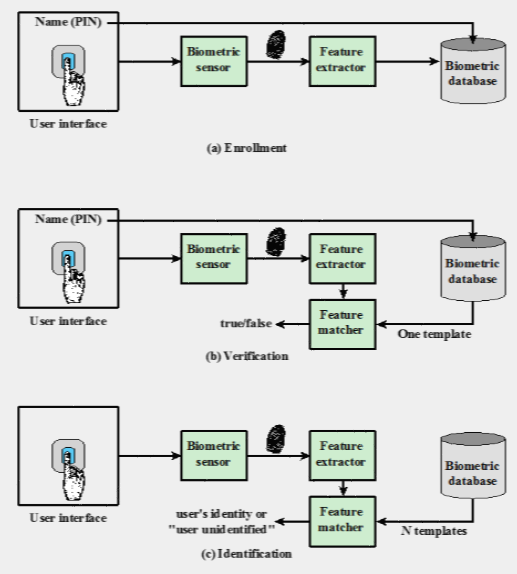 Name (PIN)
Biometric
sensor
Feature
extractor
Biometric
database
User interface
(a) Enrollment
Name (PIN)
Biometric
sensor
Feature
extractor
Biometric
database
User interface
true/false
Feature
matcher
One template
(b) Verification
Biometric
sensor
Feature
extractor
Biometric
database
User interface
user's identity or
"user unidentified"
Feature
matcher
N templates
(c) Identification